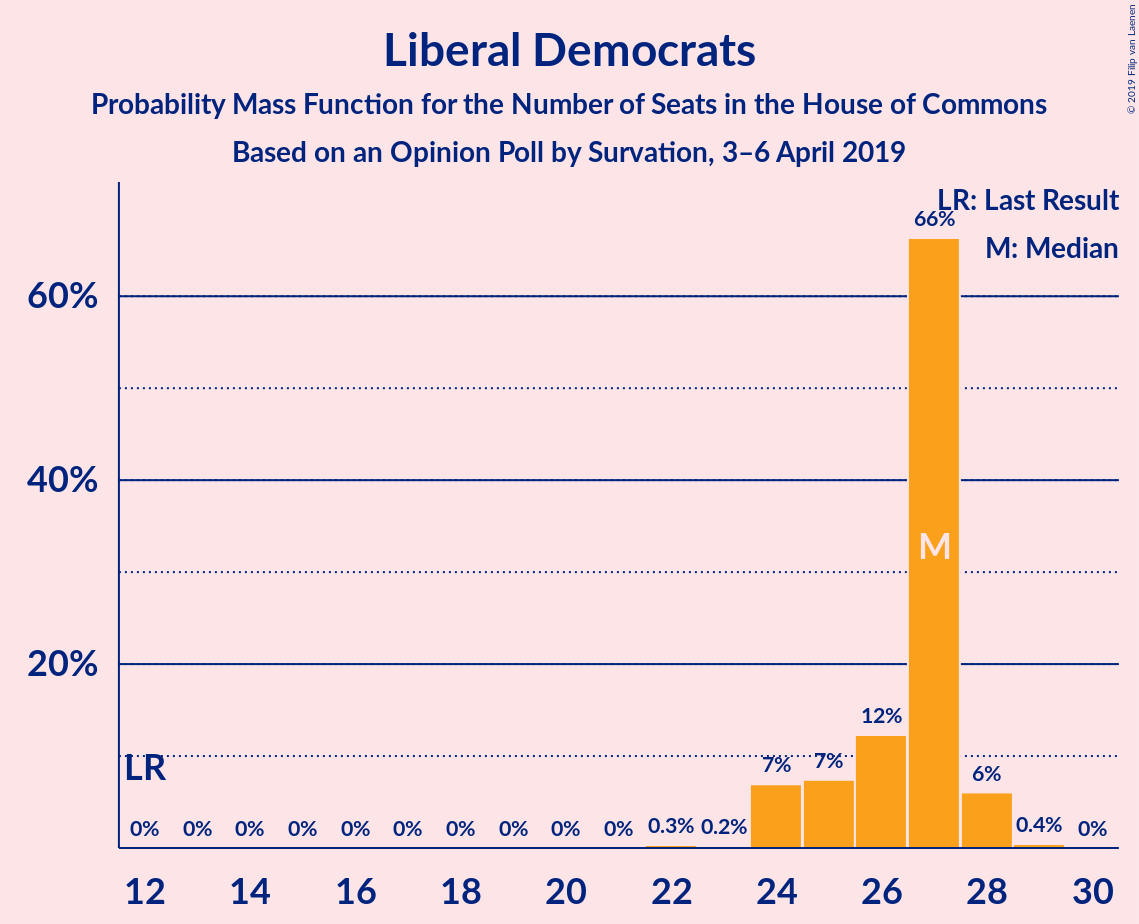 Liberal Democrats
Probability Mass Function for the Number of Seats in the House of Commons
Based on an Opinion Poll by Survation, 3–6 April 2019
© 2019 Filip van Laenen
LR: Last Result
M: Median
66%
60%
40%
20%
M
LR
0% 0% 0% 0% 0% 0% 0% 0% 0% 0% 0.3% 0.2% 7% 7% 12% 6% 0.4% 0%
12 14 16 18 20 22 24 26 28 30